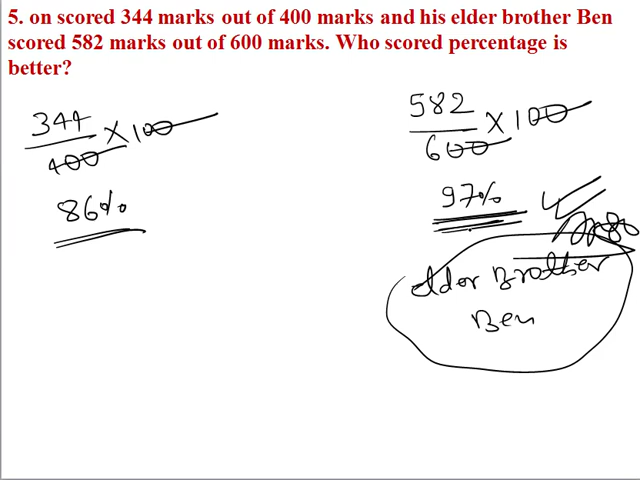 5. on scored 344 marks out of 400 marks and his elder brother Ben
scored 582 marks out of 600 marks. Who scored percentage is
better?
344/400 × 100
86%
582/600 × 100
97%
elder Brother
Ben